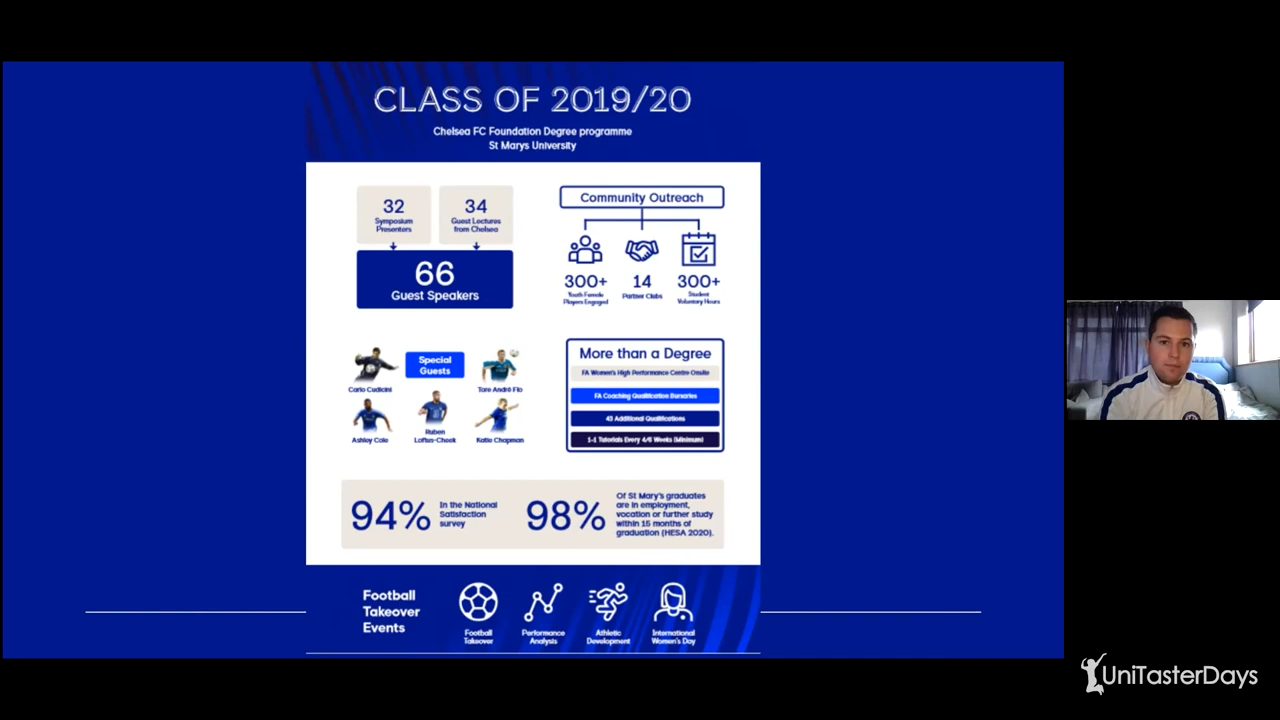 CLASS OF 2019/20
Chelsea FC Foundation Degree programme
St Marys University
32
Symposium
Presenters
34
Guest Lectures
from Chelsea
66
Guest Speakers
Community Outreach
300+
Youth Female
Players Engaged
14
Partner Clubs
300+
Student
Voluntary Hours
Special
Guests
Carlo Cudicini
Tore André Flo
Ashley Cole
Ruben
Loftus-Cheek
Katie Chapman
More than a Degree
FA Women's High Performance Centre Onsite
FA Coaching Qualification Bursaries
43 Additional Qualifications
1-1 Tutorials Every 4/6 Weeks (Minimum)
94%
In the National
Satisfaction
survey
98%
Of St Mary's graduates
are in employment,
vocation or further study
within 15 months of
graduation (HESA 2020).
Football
Takeover
Events
Football
Takeover
Performance
Analysis
Athletic
Development
International
Women's Day
UniTasterDays